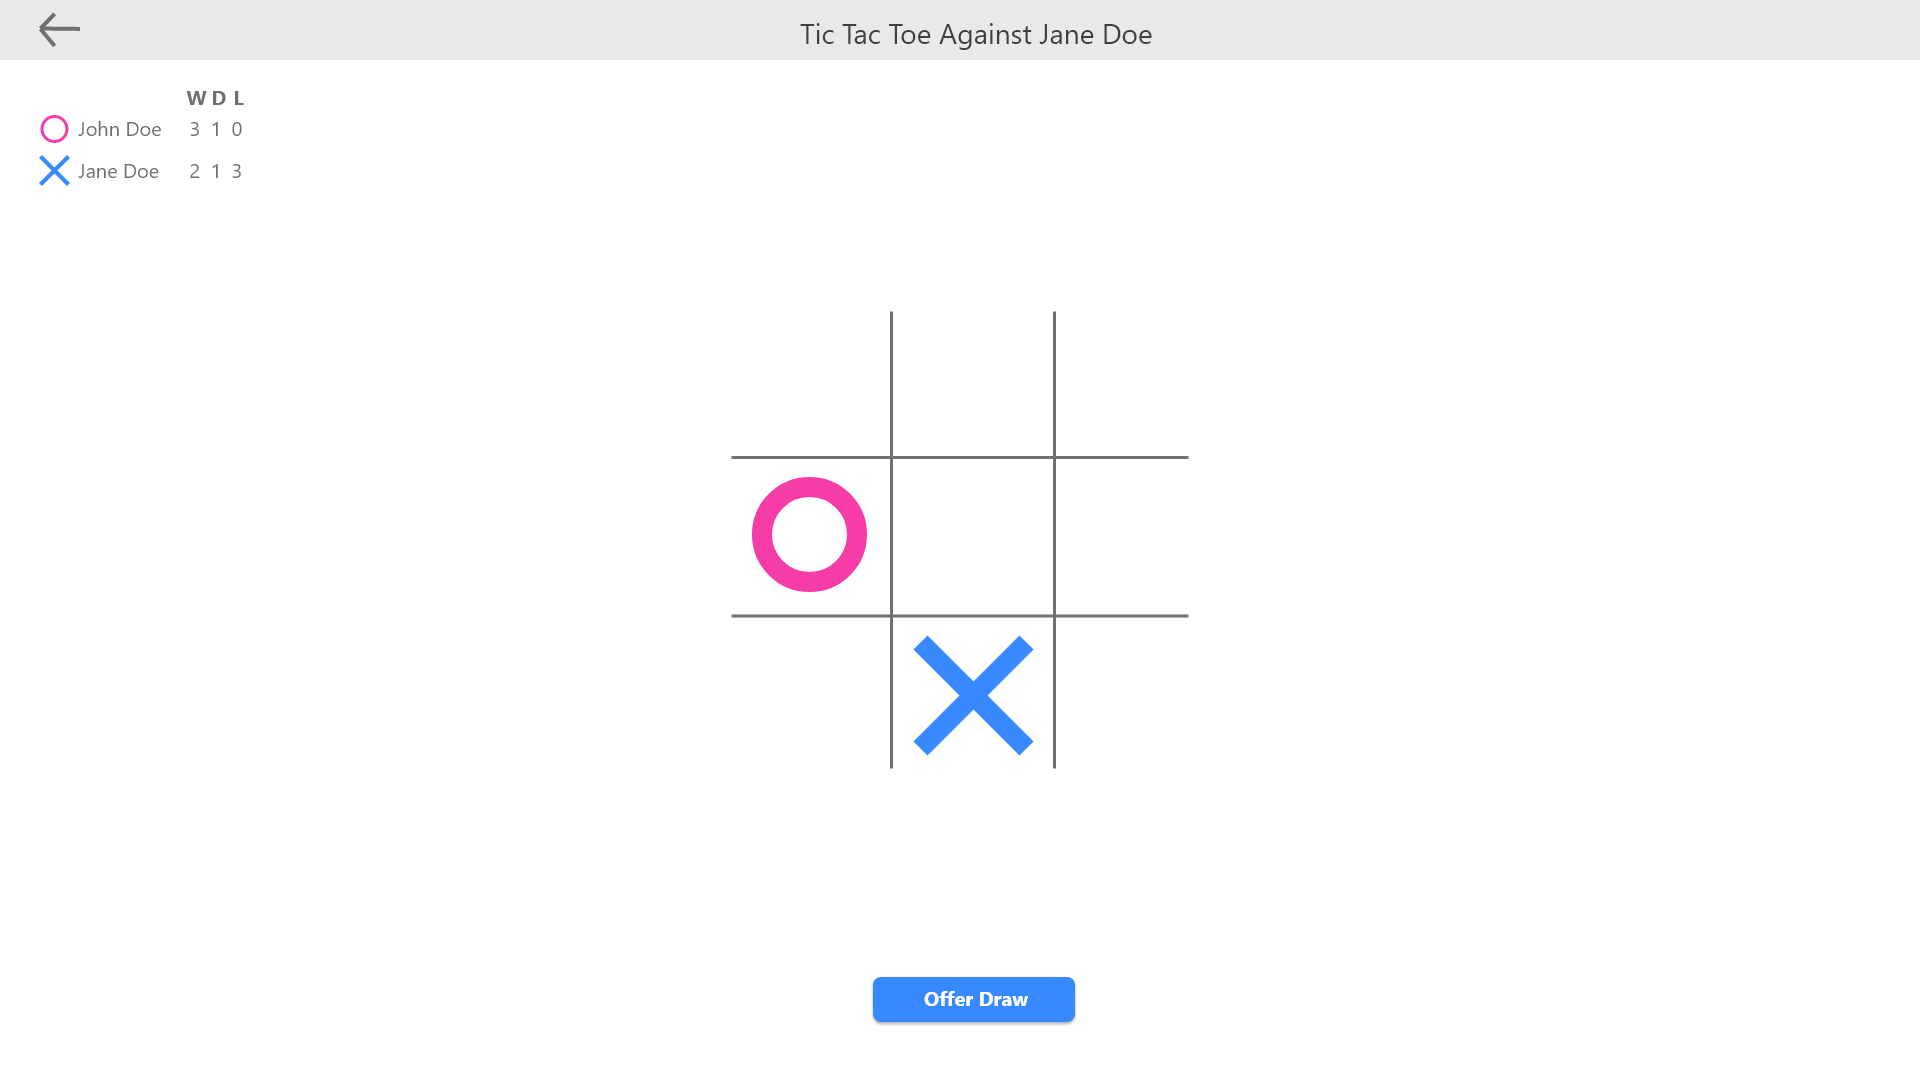 Tic Tac Toe Against Jane Doe
W D L
John Doe 3 1 0
Jane Doe 2 1 3
Offer Draw